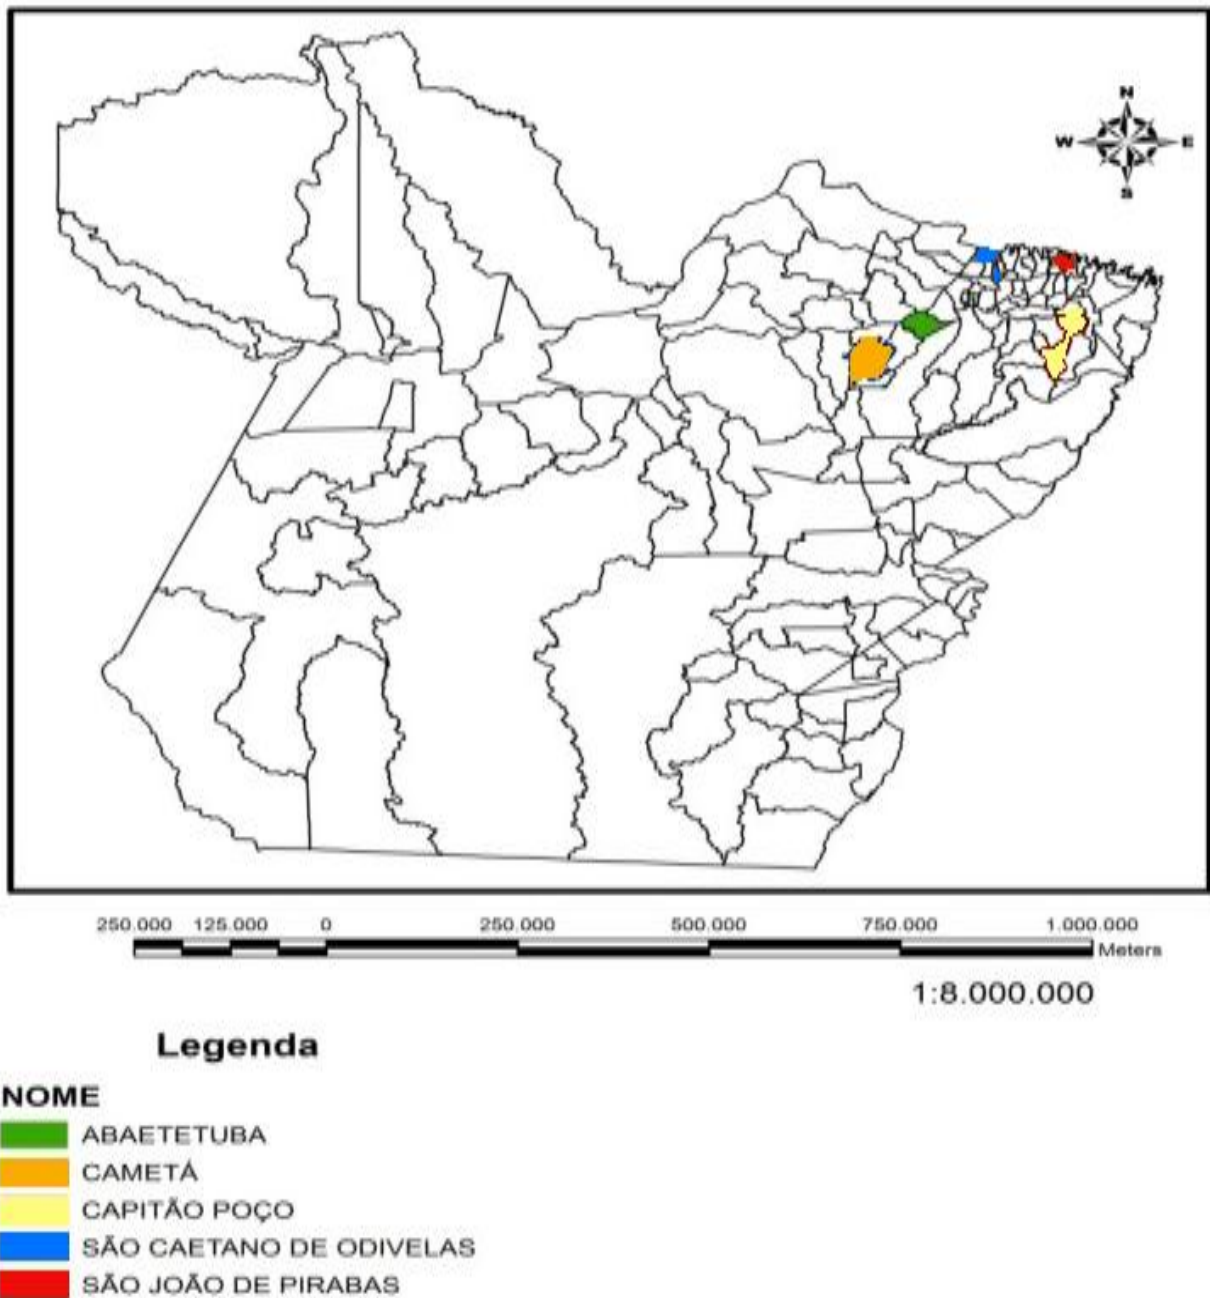 N
W E
S
250.000 125.000 0 250.000 500.000 750.000 1.000.000
Meters
1:8.000.000
Legenda
NOME
ABAETETUBA
CAMETÁ
CAPITÃO POÇO
SÃO CAETANO DE ODIVELAS
SÃO JOÃO DE PIRABAS